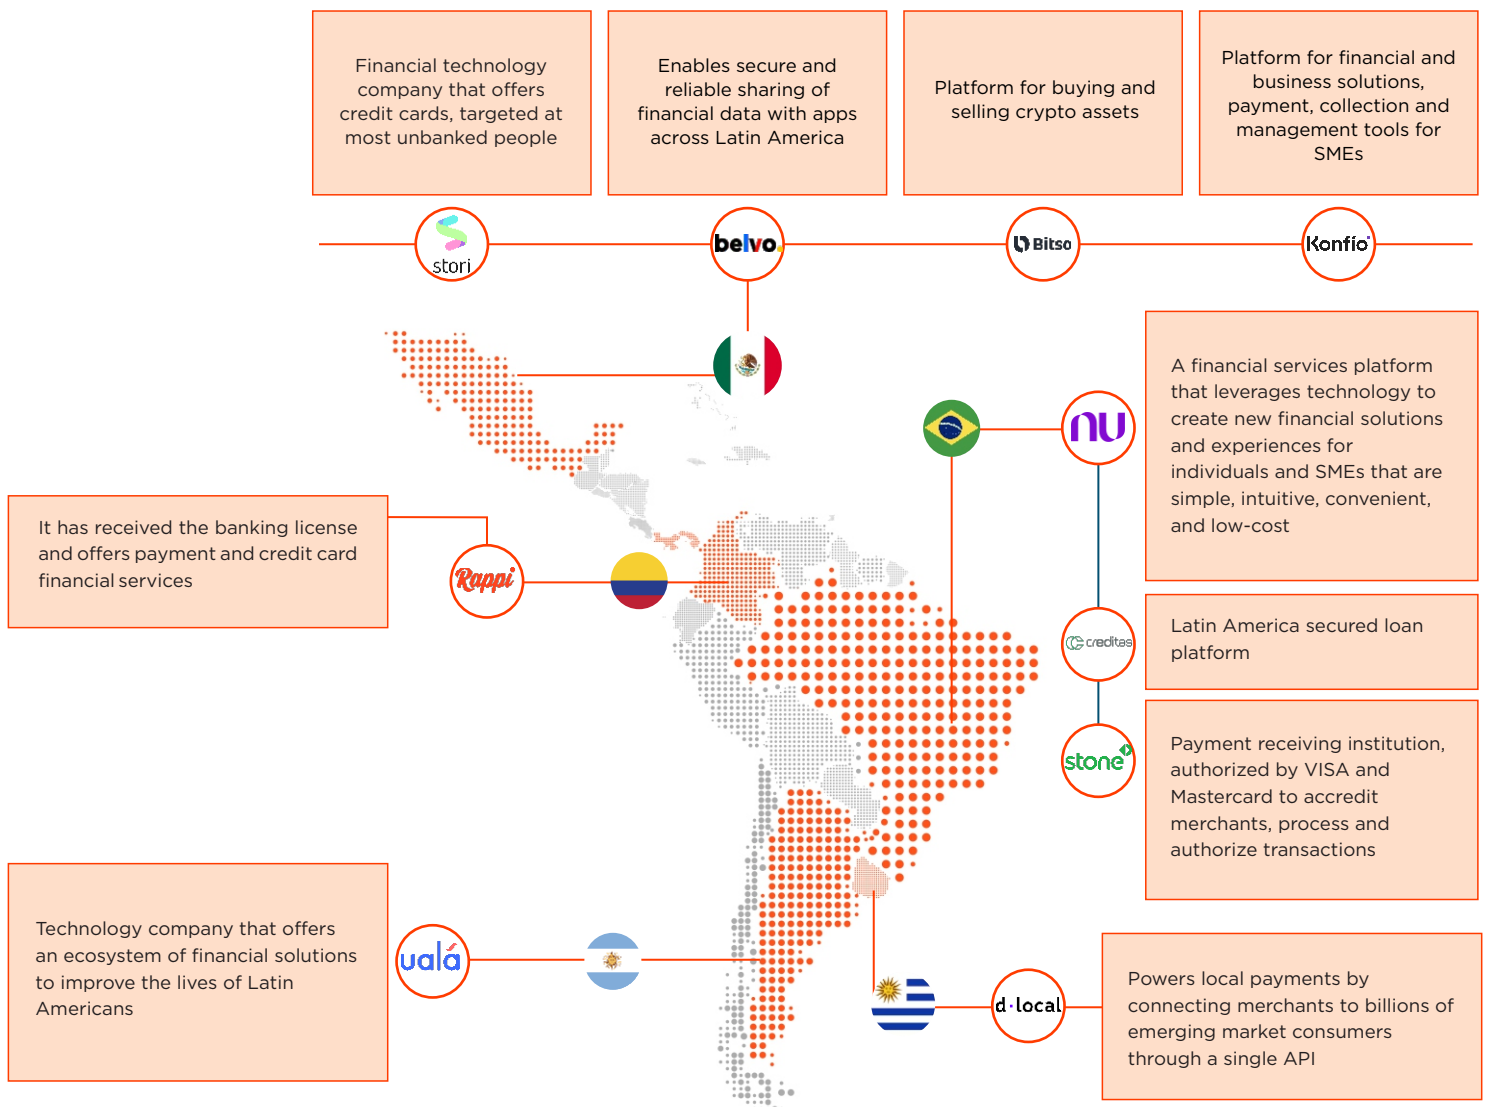 Financial technology
company that offers
credit cards, targeted at
most unbanked people
Enables secure and
reliable sharing of
financial data with apps
across Latin America
Platform for buying and
selling crypto assets
Platform for financial and
business solutions,
payment, collection and
management tools for
SMEs
stori
belvo.
Bitso
Konfío
A financial services platform
that leverages technology to
create new financial solutions
and experiences for
individuals and SMEs that are
simple, intuitive, convenient,
and low-cost
nu
It has received the banking license
and offers payment and credit card
financial services
Rappi
Latin America secured loan
platform
creditas
Payment receiving institution,
authorized by VISA and
Mastercard to accredit
merchants, process and
authorize transactions
stone
Technology company that offers
an ecosystem of financial solutions
to improve the lives of Latin
Americans
ualá
d·local
Powers local payments by
connecting merchants to billions of
emerging market consumers
through a single API